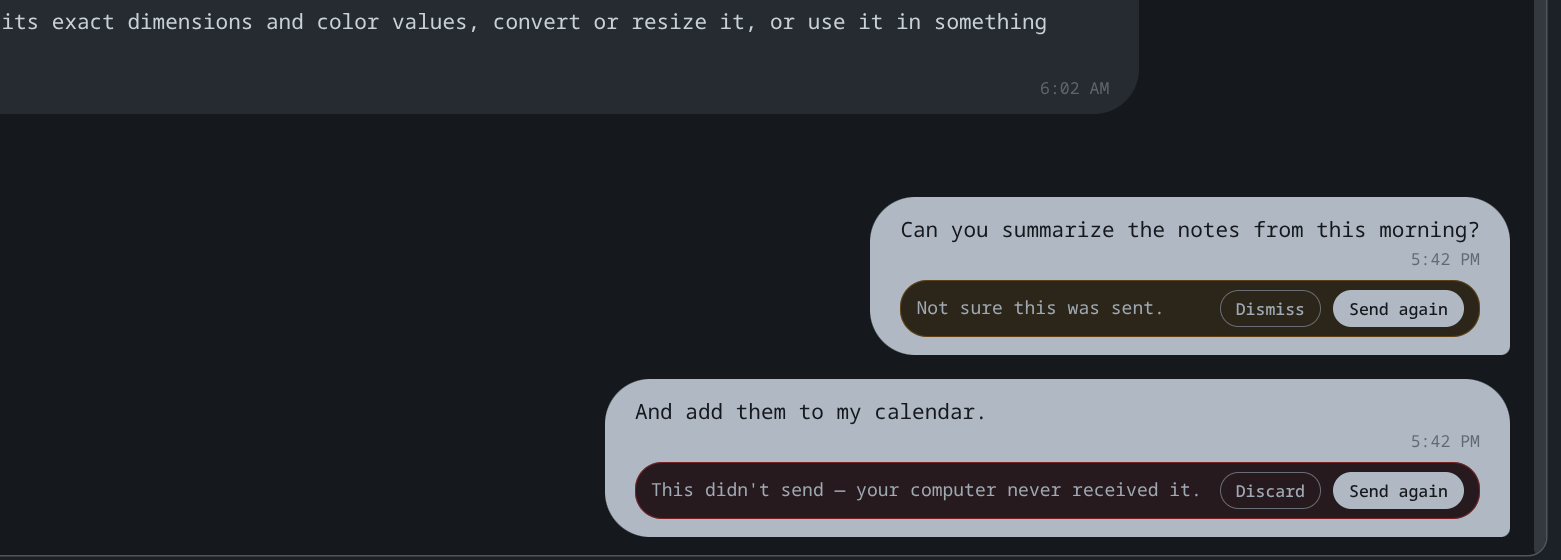 its exact dimensions and color values, convert or resize it, or use it in something
6:02 AM
Can you summarize the notes from this morning?
5:42 PM
Not sure this was sent. Dismiss Send again
And add them to my calendar.
5:42 PM
This didn't send — your computer never received it. Discard Send again